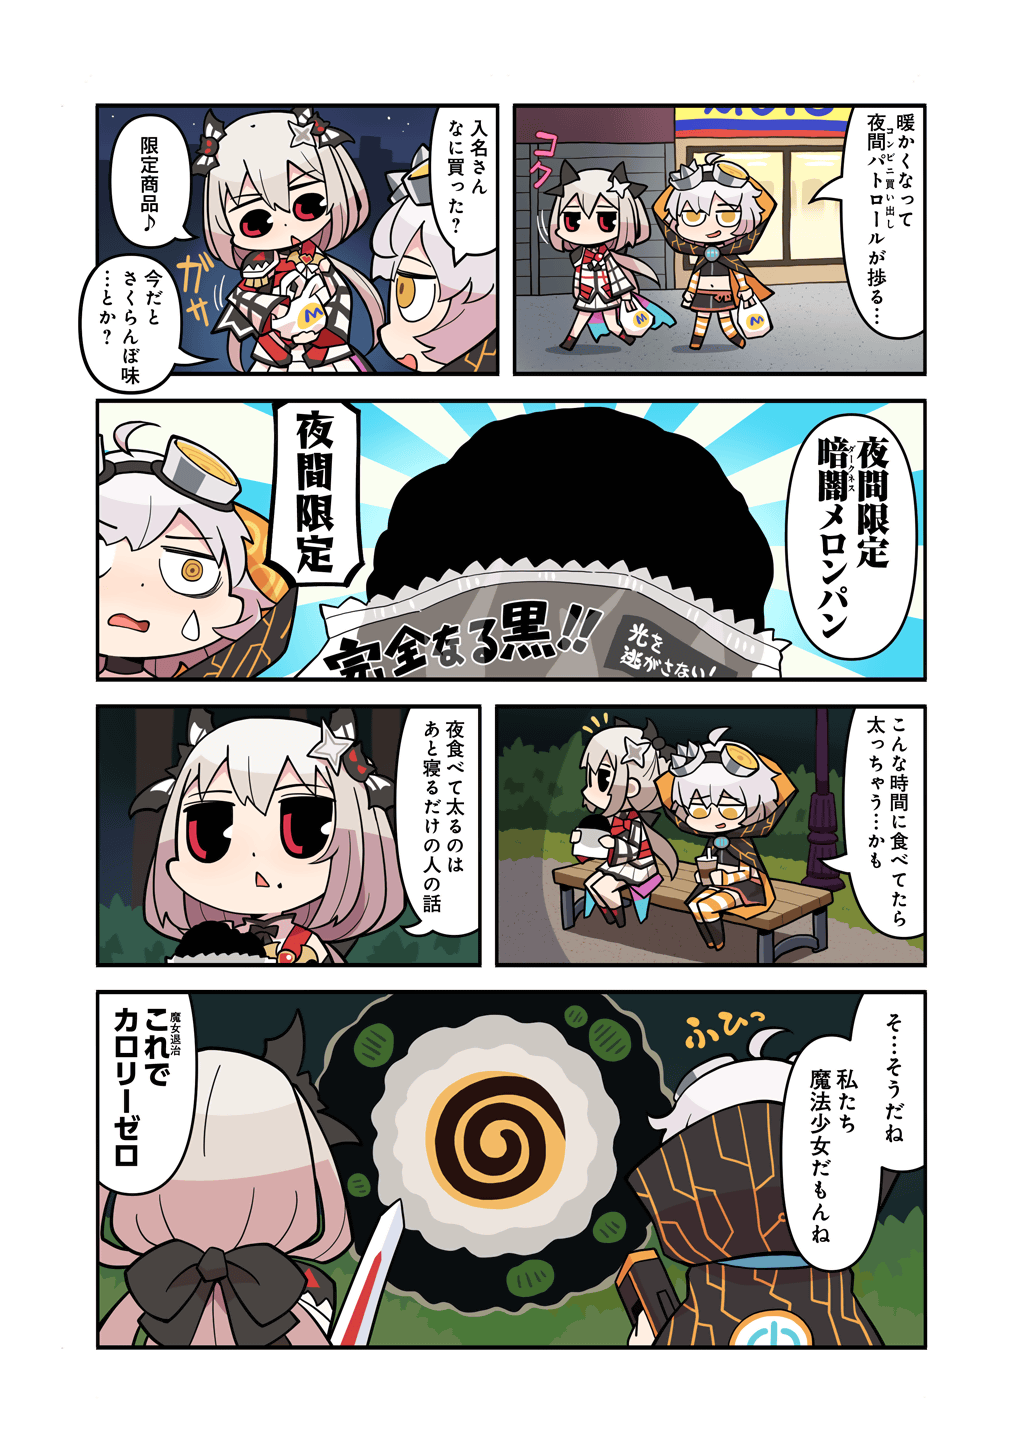 暖かくなって
夜間パトロールが捗る…
コンビニ買い出し
コク
入名さん
なに買った？
限定商品♪
ガサ
今だと
さくらんぼ味
…とか？
M
M
M
夜間限定
暗闇メロンパン
ダークネス
完全なる黒!!
光を
逃がさない！
夜間限定
こんな時間に食べてたら
太っちゃう…かも
夜食べて太るのは
あと寝るだけの人の話
そ…そうだね
私たち
魔法少女だもんね
ふひっ
これで
魔女退治
カロリーゼロ